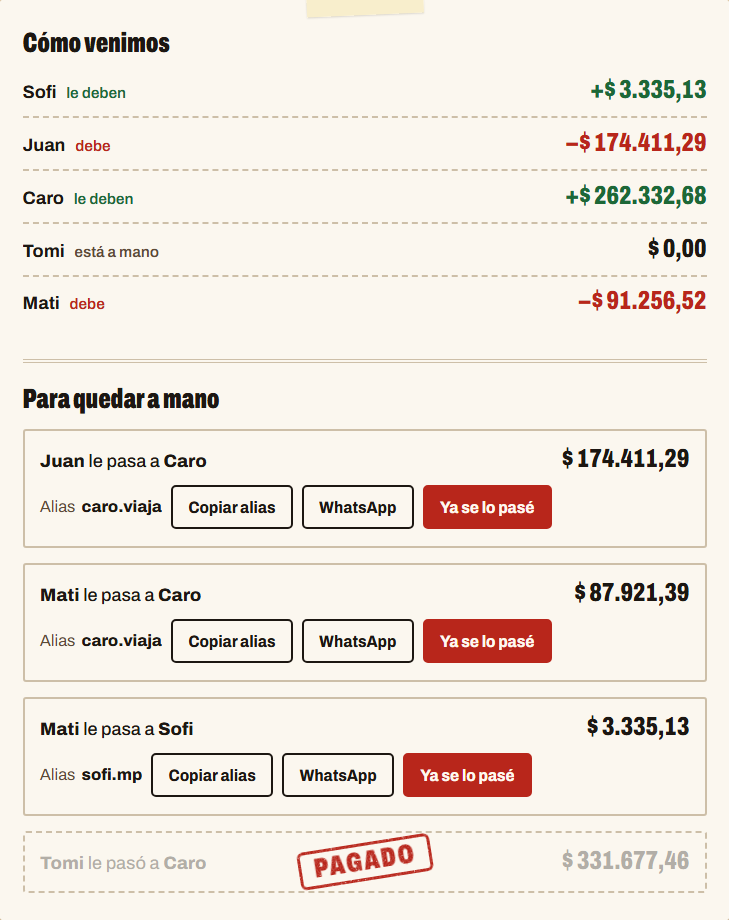 Cómo venimos
Sofi le deben +$ 3.335,13
Juan debe –$ 174.411,29
Caro le deben +$ 262.332,68
Tomi está a mano $ 0,00
Mati debe –$ 91.256,52
Para quedar a mano
Juan le pasa a Caro $ 174.411,29
Alias caro.viaja Copiar alias WhatsApp Ya se lo pasé
Mati le pasa a Caro $ 87.921,39
Alias caro.viaja Copiar alias WhatsApp Ya se lo pasé
Mati le pasa a Sofi $ 3.335,13
Alias sofi.mp Copiar alias WhatsApp Ya se lo pasé
Tomi le pasó a Caro PAGADO $ 331.677,46